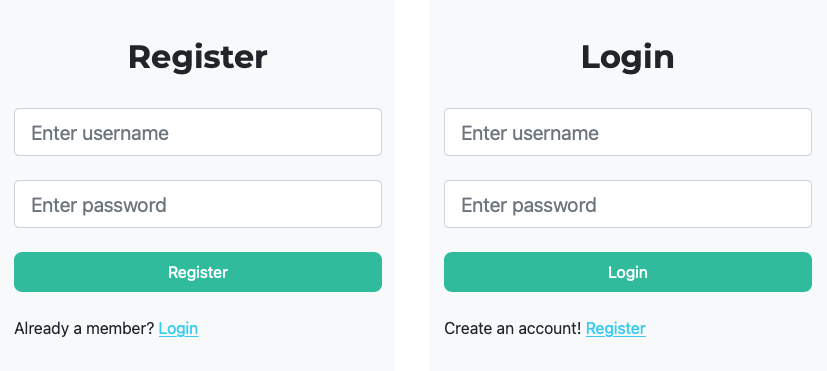 Register
Enter username
Enter password
Register
Already a member? Login
Login
Enter username
Enter password
Login
Create an account! Register